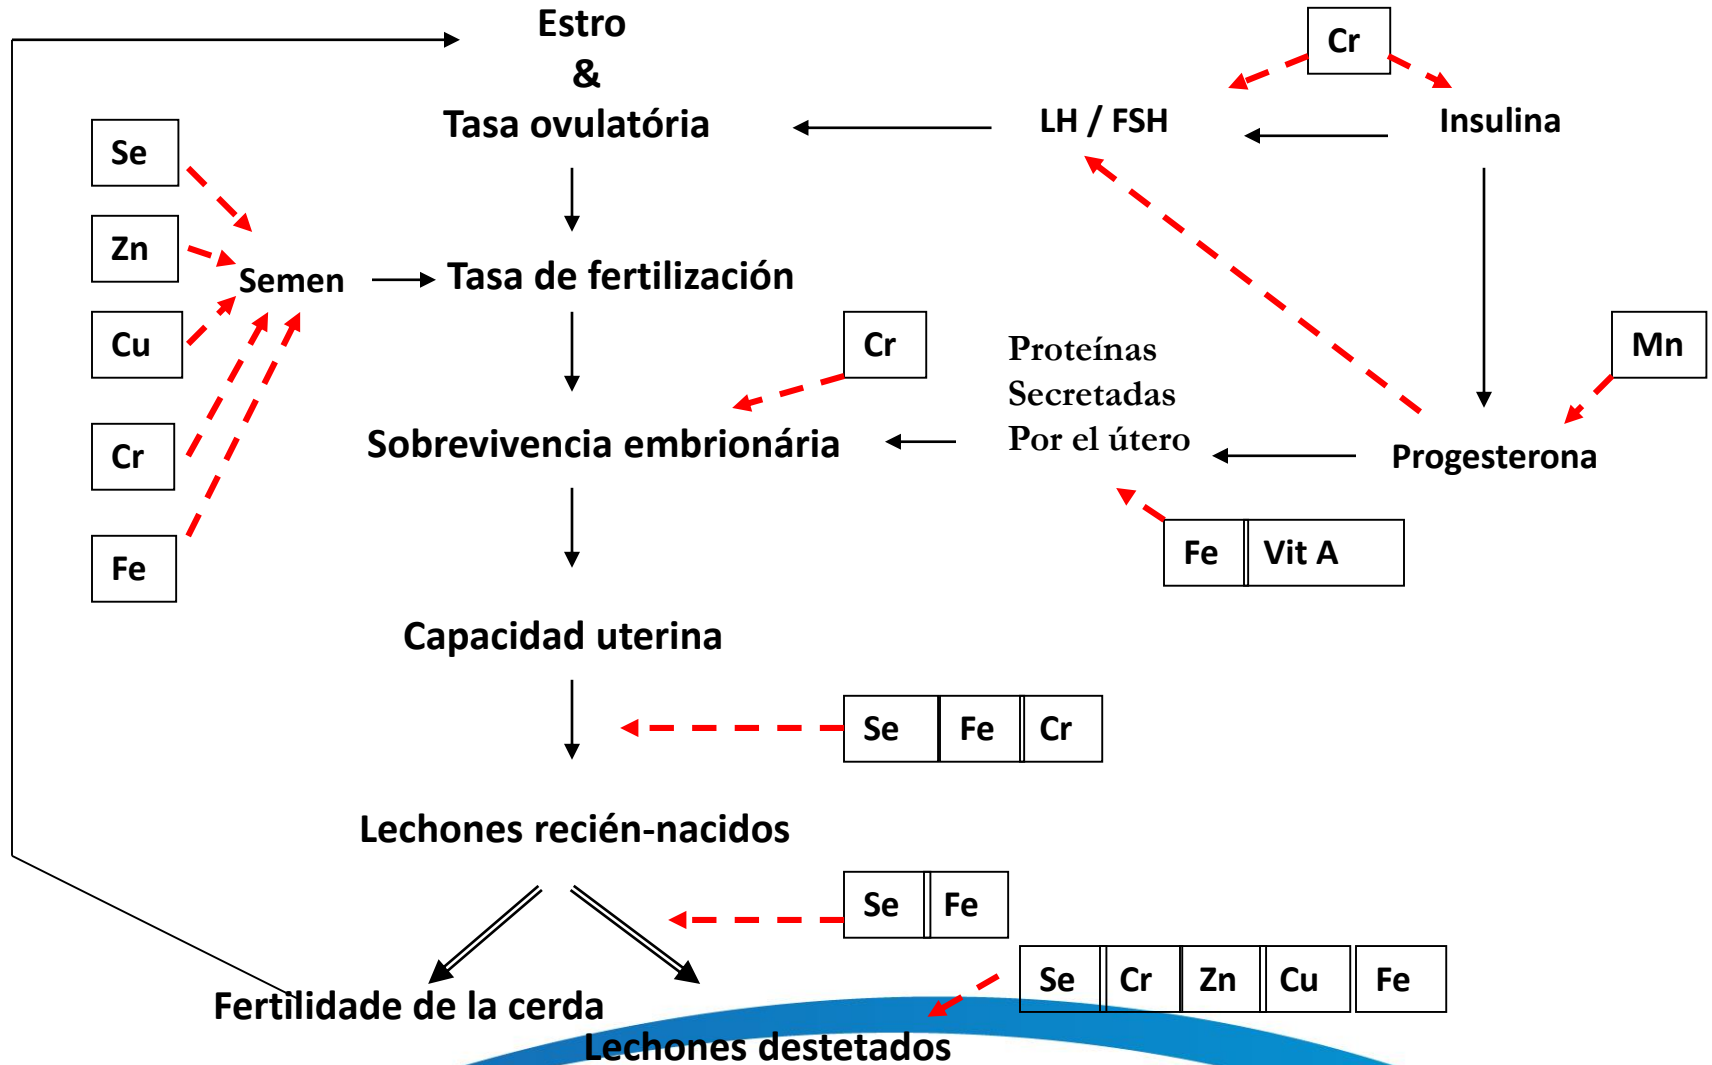 Estro
&
Tasa ovulatória
LH / FSH
Cr
Insulina
Se
Zn
Cu
Cr
Fe
Semen
Tasa de fertilización
Cr
Proteínas
Secretadas
Por el útero
Mn
Sobrevivencia embrionária
Progesterona
Fe
Vit A
Capacidad uterina
Se
Fe
Cr
Lechones recién-nacidos
Se
Fe
Se
Cr
Zn
Cu
Fe
Fertilidade de la cerda
Lechones destetados